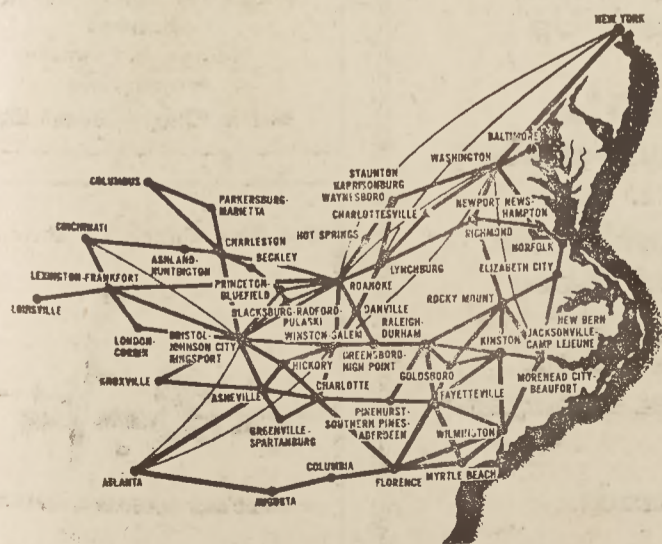 NEW YORK
BALTIMORE
WASHINGTON
STAUNTON
HARRISONBURG
WAYNESBORO
CHARLOTTESVILLE
NEWPORT NEWS-
HAMPTON
RICHMOND
NORFOLK
HOT SPRINGS
COLUMBUS
PARKERSBURG-
MARIETTA
CINCINNATI
CHARLESTON
BECKLEY
ASHLAND-
HUNTINGTON
LYNCHBURG
ELIZABETH CITY
LEXINGTON-FRANKFORT
PRINCETON-
BLUEFIELD
ROANOKE
LOUISVILLE
BLACKSBURG-RADFORD-
PULASKI
DANVILLE
ROCKY MOUNT
LONDON-
CORBIN
BRISTOL-
JOHNSON CITY
KINGSPORT
WINSTON-SALEM
RALEIGH-
DURHAM
NEW BERN
JACKSONVILLE-
CAMP LEJEUNE
KINSTON
GREENSBORO-
HIGH POINT
HICKORY
GOLDSBORO
MOREHEAD CITY-
BEAUFORT
KNOXVILLE
ASHEVILLE
CHARLOTTE
FAYETTEVILLE
PINEHURST-
SOUTHERN PINES-
ABERDEEN
GREENVILLE-
SPARTANBURG
WILMINGTON
ATLANTA
COLUMBIA
AUGUSTA
FLORENCE
MYRTLE BEACH